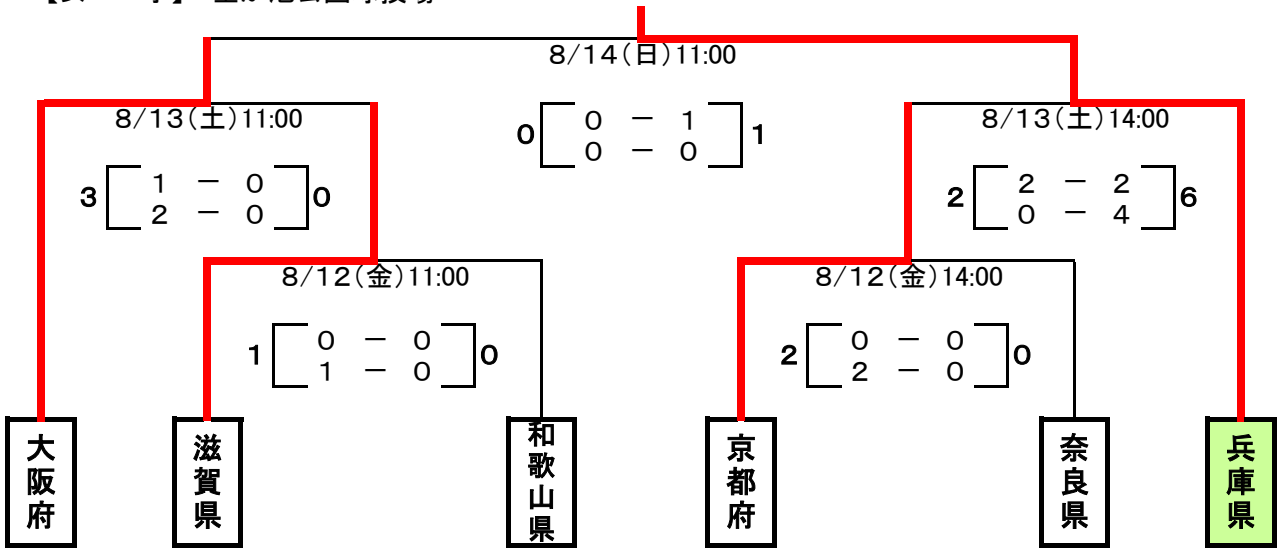 8/14(日)11:00
8/13(土)11:00
0 0 － 1 1
0 － 0
8/13(土)14:00
3 1 － 0 0
2 － 0
2 2 － 2 6
0 － 4
8/12(金)11:00
8/12(金)14:00
1 0 － 0 0
1 － 0
2 0 － 0 0
2 － 0
大阪府
滋賀県
和歌山県
京都府
奈良県
兵庫県